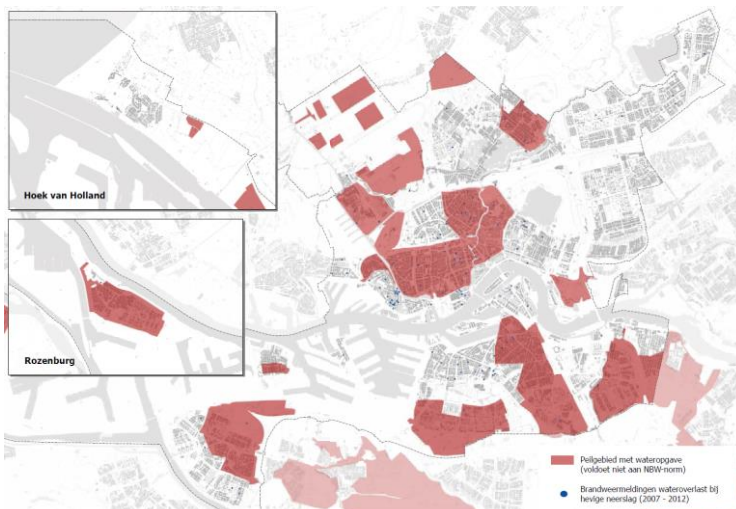 Hoek van Holland
Rozenburg
Peilgebied met wateropgave
(voldoet niet aan NBW-norm)
Brandweermeldingen wateroverlast bij
hevige neerslag (2007 - 2012)